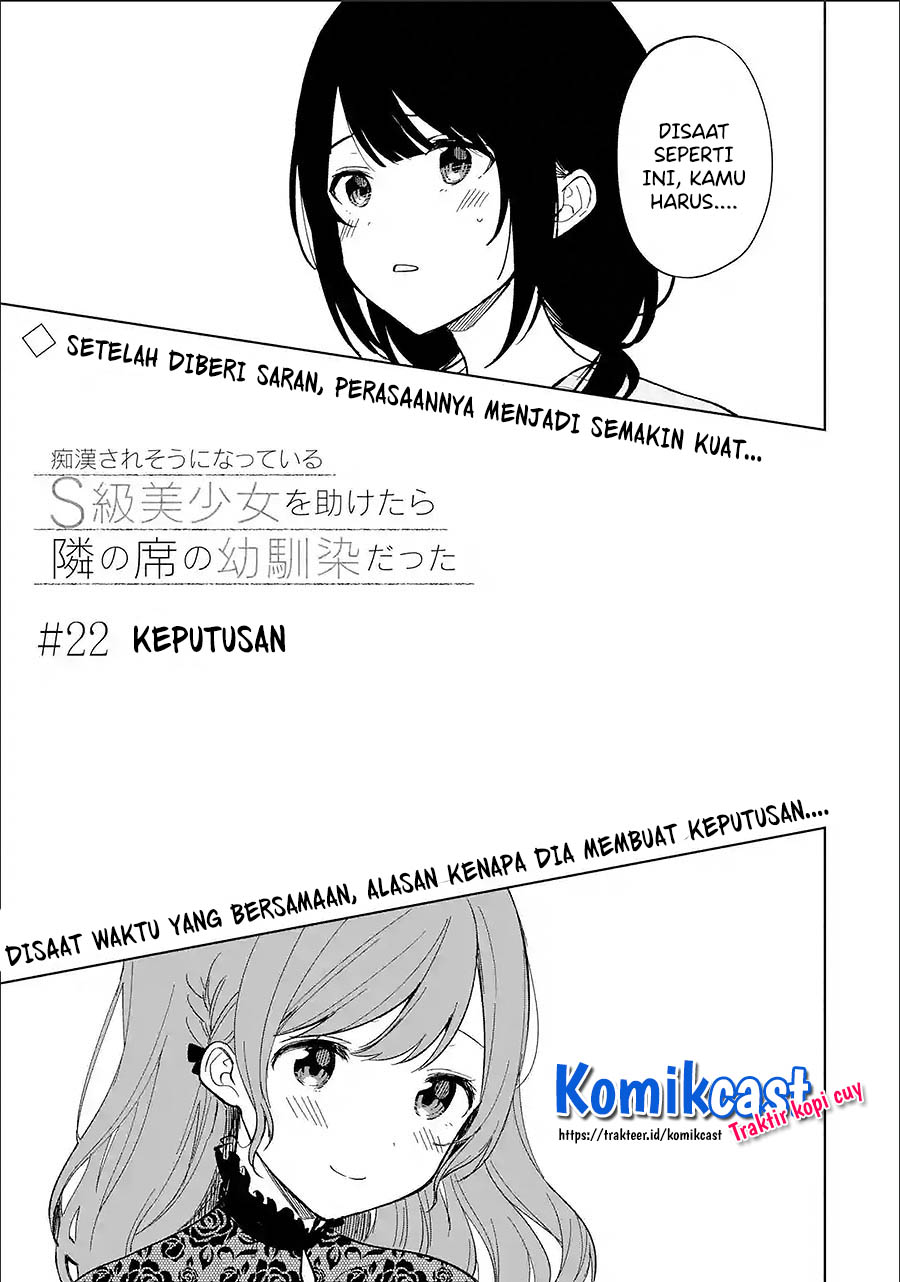 DISAAT
SEPERTI
INI, KAMU
HARUS....
SETELAH DIBERI SARAN, PERASAANNYA MENJADI SEMAKIN KUAT...
痴漢されそうになっている
S級美少女を助けたら
隣の席の幼馴染だった
#22 KEPUTUSAN
DISAAT WAKTU YANG BERSAMAAN, ALASAN KENAPA DIA MEMBUAT KEPUTUSAN....
Komikcast
Traktir kopi cuy
https://trakteer.id/komikcast